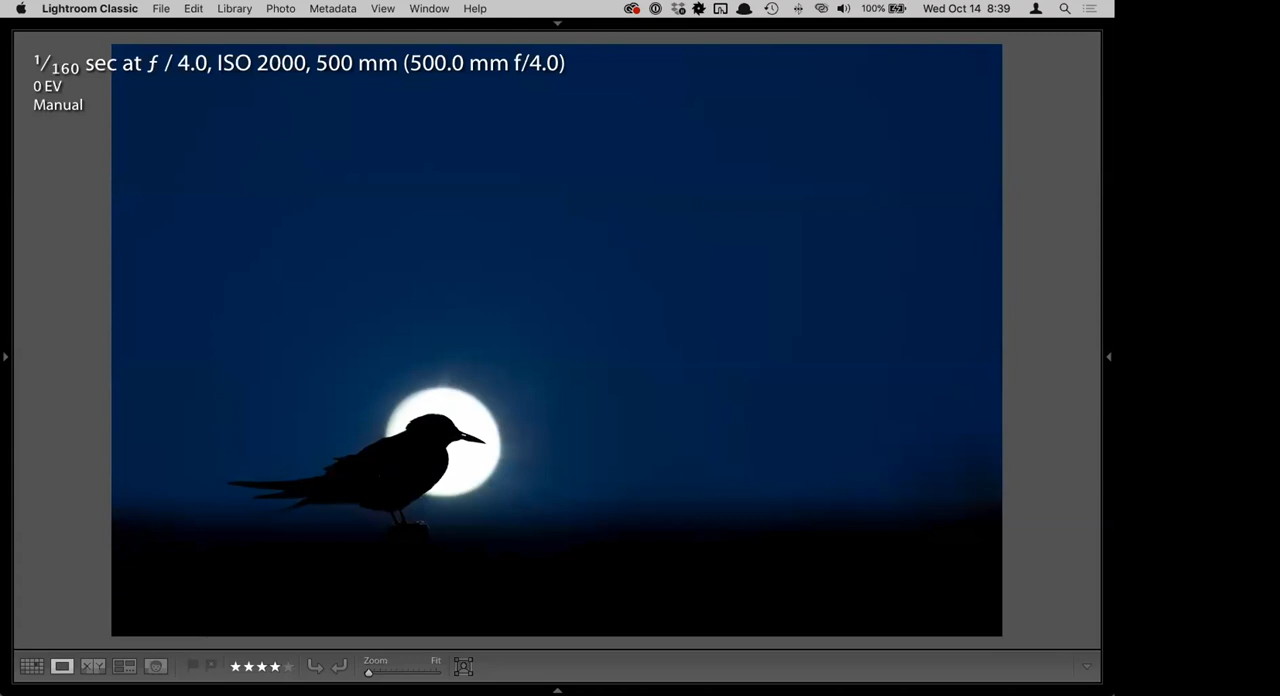 Lightroom Classic File Edit Library Photo Metadata View Window Help 100% Wed Oct 14 8:39
1/160 sec at ƒ / 4.0, ISO 2000, 500 mm (500.0 mm f/4.0)
0 EV
Manual
X Y Zoom Fit